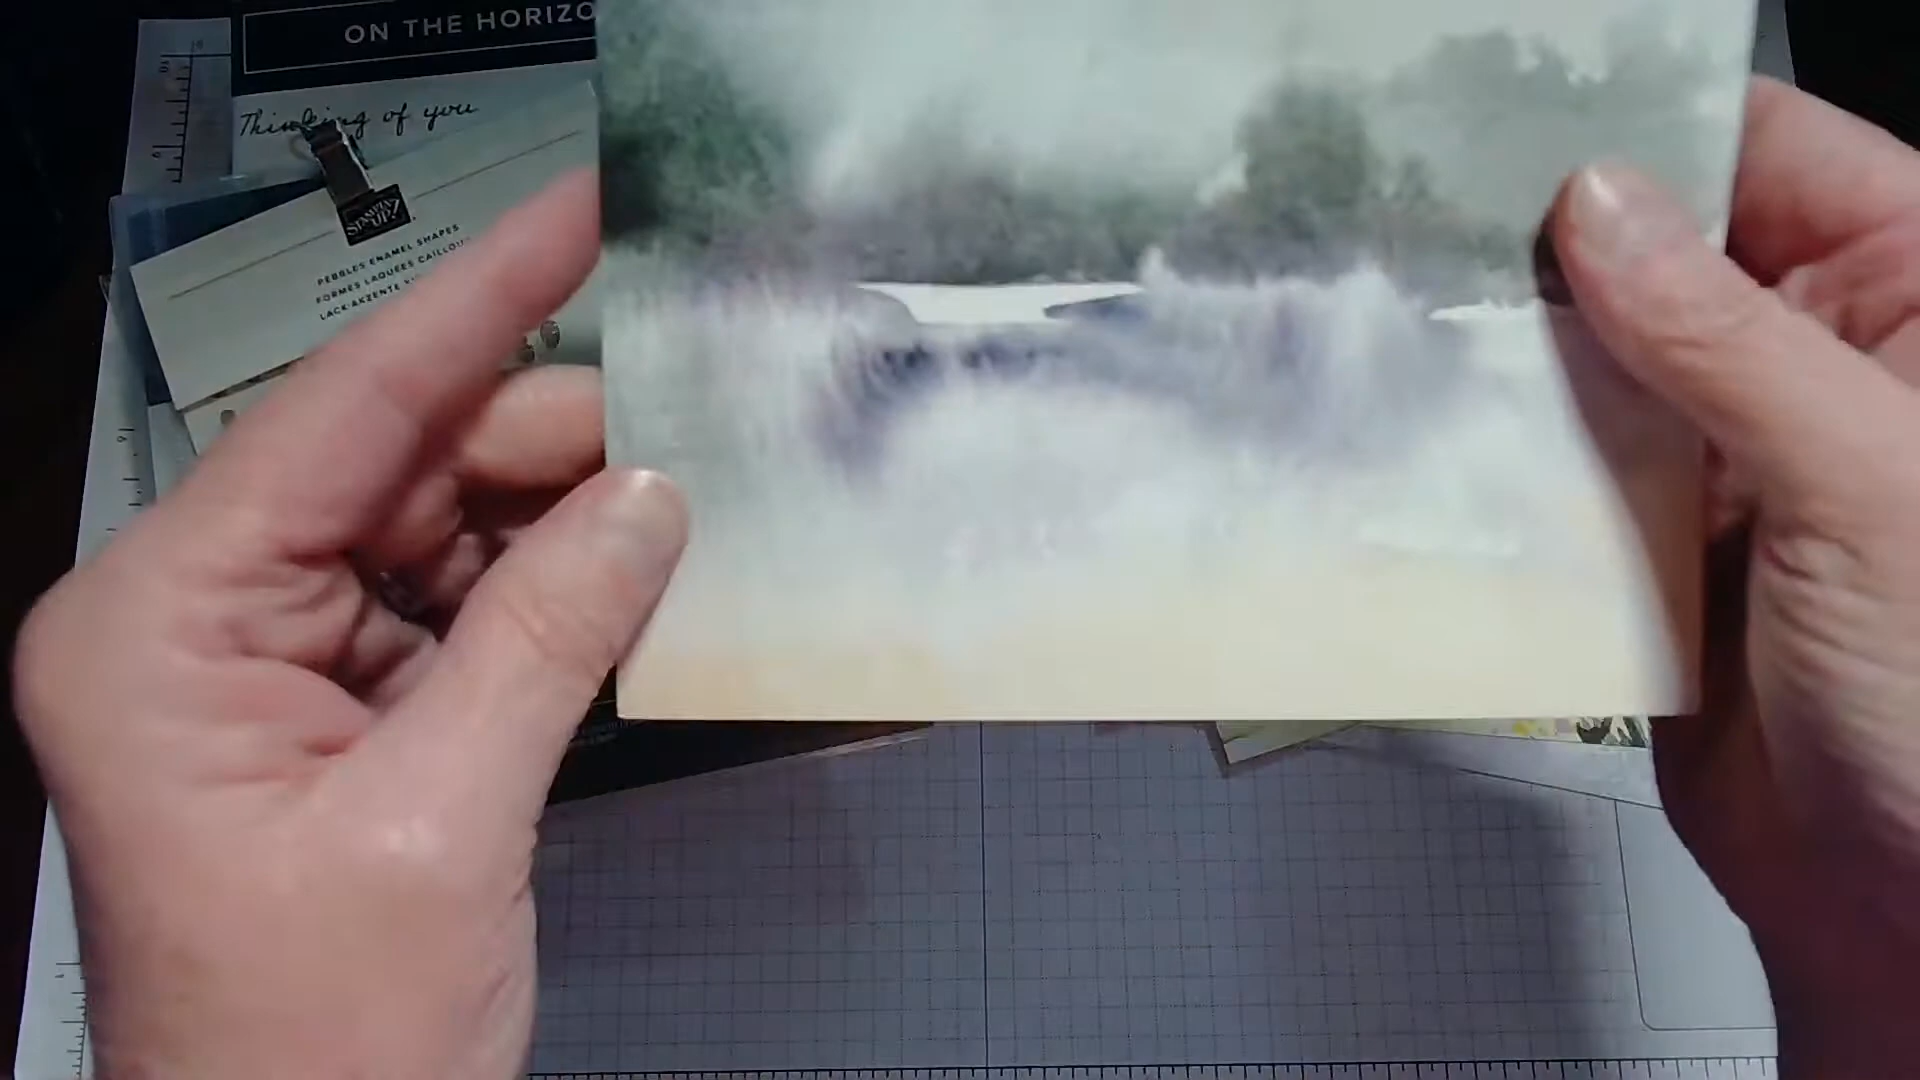 ON THE HORIZO
Thinking of you
STAMPIN'
UP!
PEBBLES ENAMEL SHAPES
FORMES LAQUÉES CAILLOU
LACK-AKZENTE